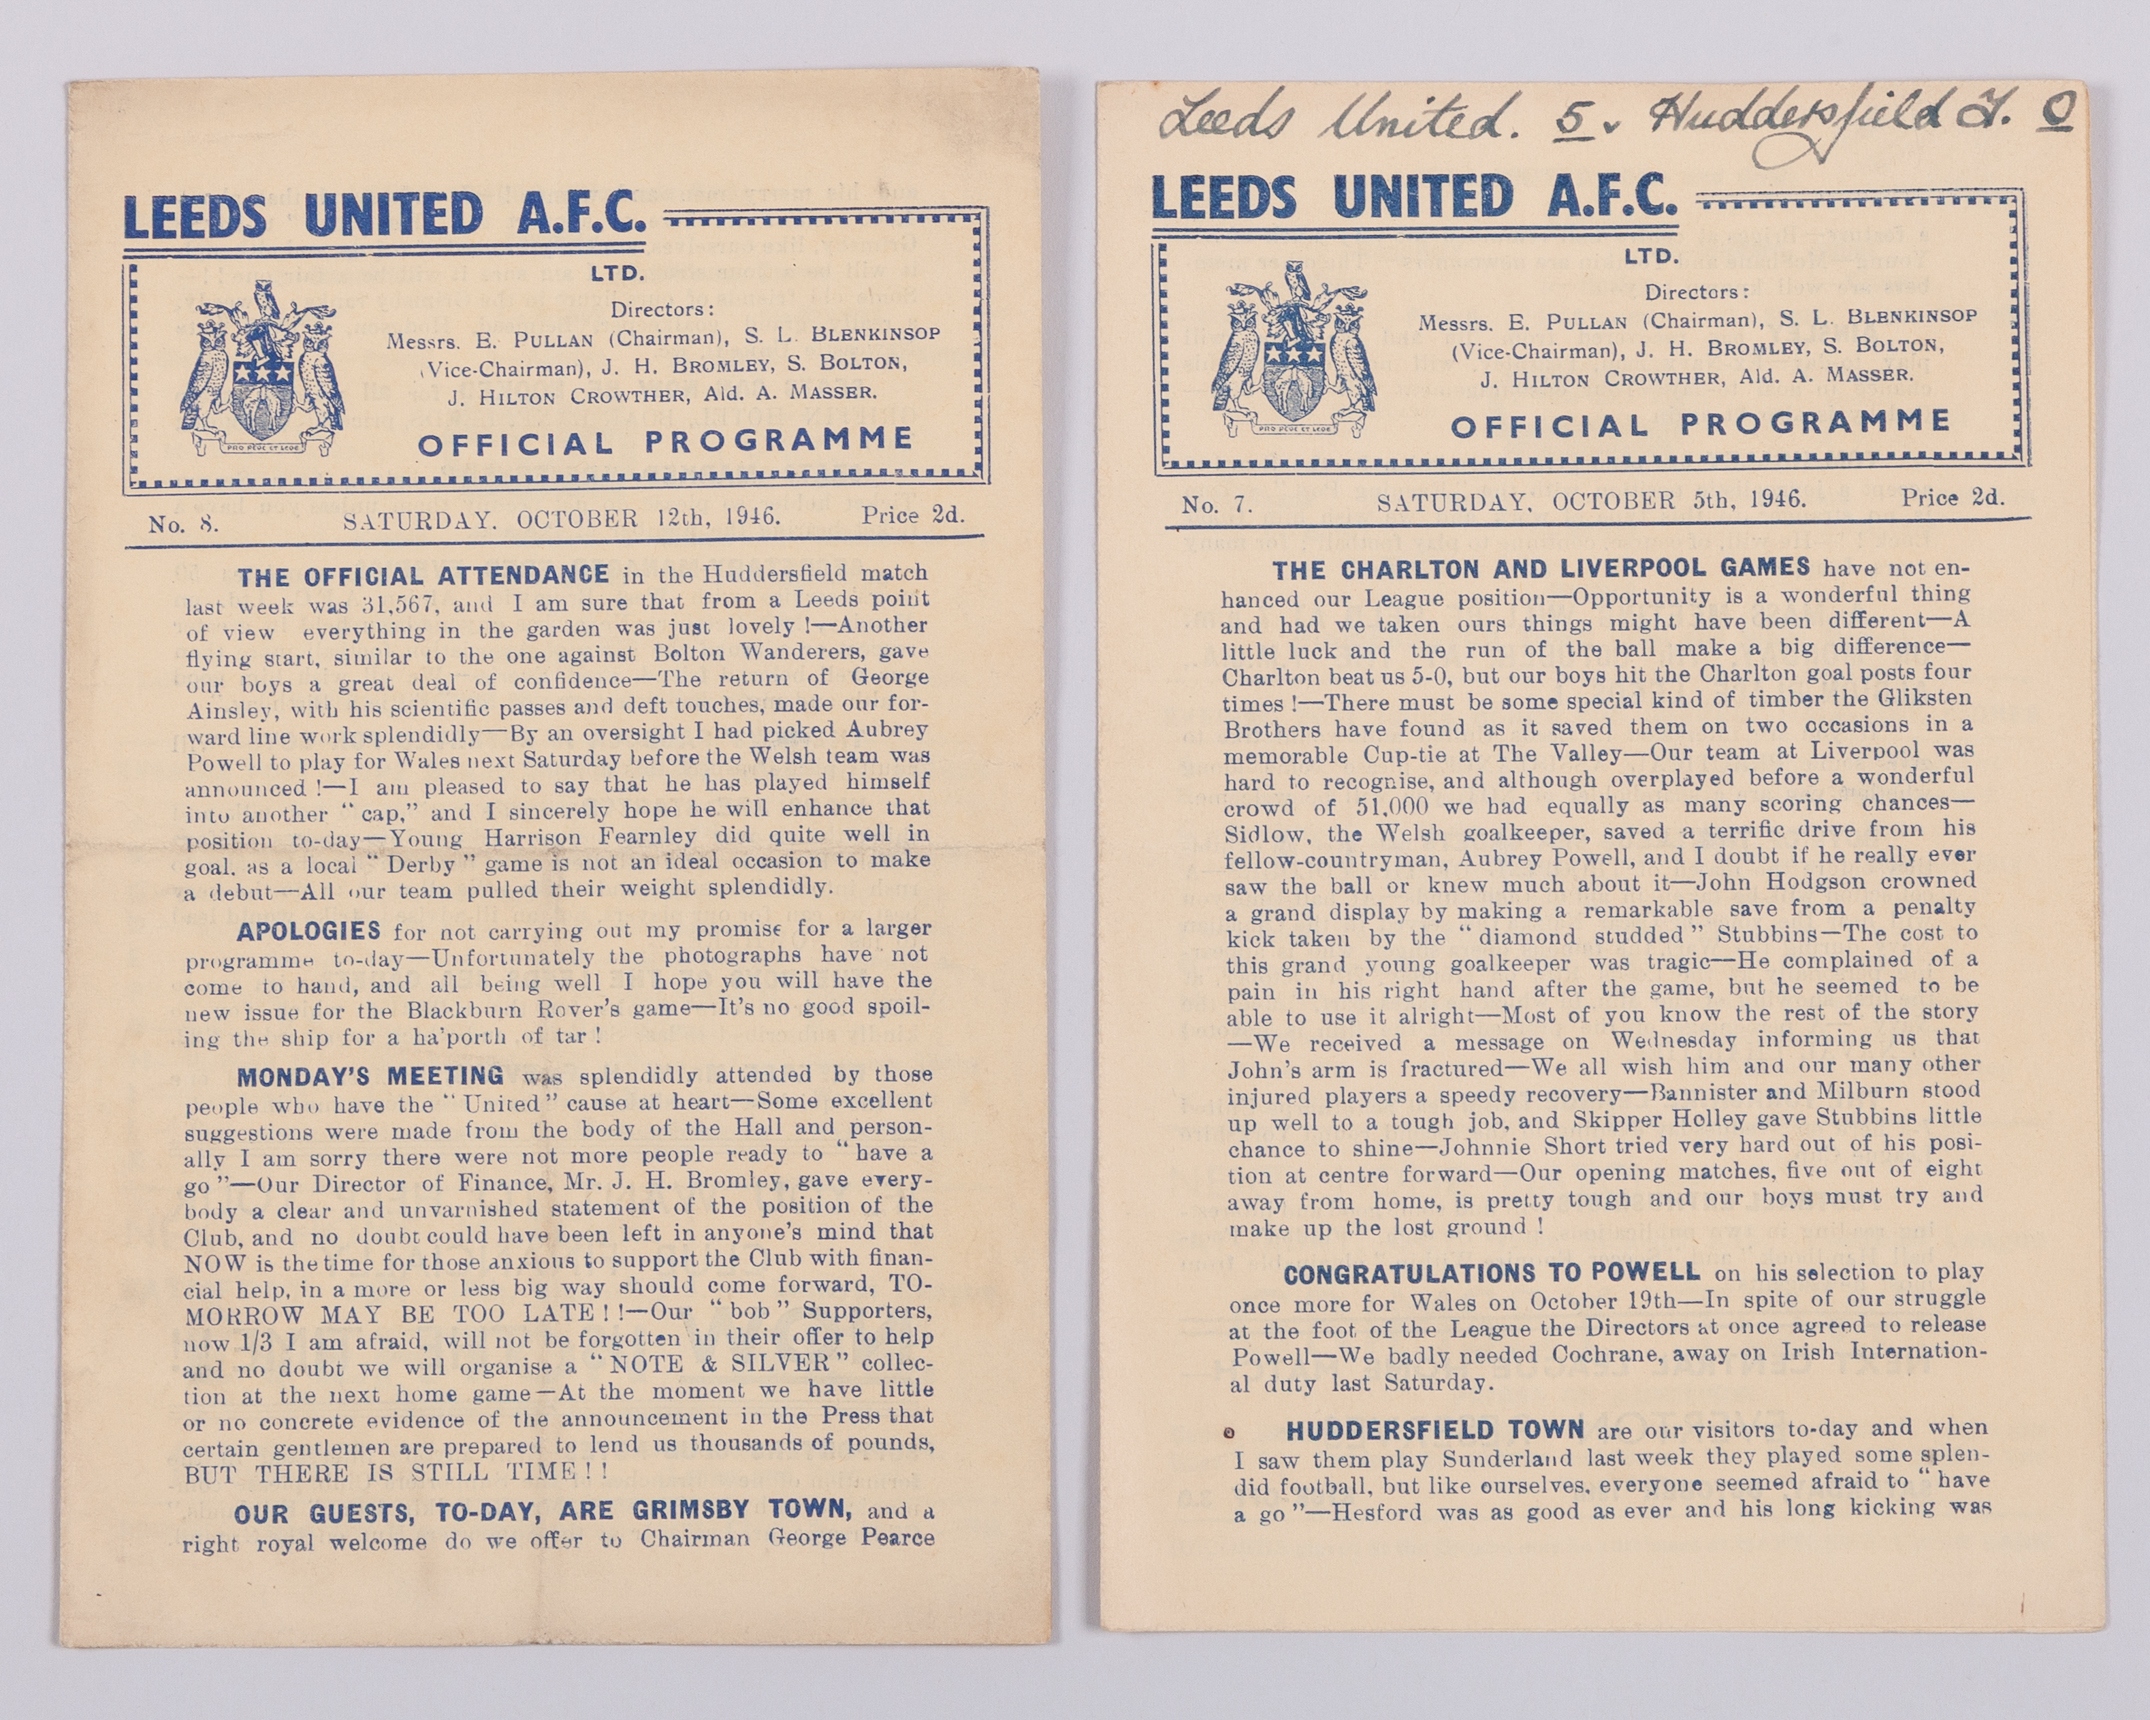 LEEDS UNITED A.F.C.
LTD.
Directors:
Messrs. E. PULLAN (Chairman), S. L. BLENKINSOP
(Vice-Chairman), J. H. BROMLEY, S. BOLTON,
J. HILTON CROWTHER, Ald. A. MASSER.
PRO REGE ET LEGE
OFFICIAL PROGRAMME
No. 8. SATURDAY. OCTOBER 12th, 1946. Price 2d.
THE OFFICIAL ATTENDANCE in the Huddersfield match
last week was 31,567, and I am sure that from a Leeds point
of view everything in the garden was just lovely !—Another
flying start, similar to the one against Bolton Wanderers, gave
our boys a great deal of confidence—The return of George
Ainsley, with his scientific passes and deft touches, made our for-
ward line work splendidly—By an oversight I had picked Aubrey
Powell to play for Wales next Saturday before the Welsh team was
announced !—I am pleased to say that he has played himself
into another “ cap,” and I sincerely hope he will enhance that
position to-day—Young Harrison Fearnley did quite well in
goal. as a local “ Derby ” game is not an ideal occasion to make
a debut—All our team pulled their weight splendidly.
APOLOGIES for not carrying out my promise for a larger
programme to-day—Unfortunately the photographs have not
come to hand, and all being well I hope you will have the
new issue for the Blackburn Rover's game—It's no good spoil-
ing the ship for a ha'porth of tar !
MONDAY'S MEETING was splendidly attended by those
people who have the “ United ” cause at heart—Some excellent
suggestions were made from the body of the Hall and person-
ally I am sorry there were not more people ready to “ have a
go ”—Our Director of Finance, Mr. J. H. Bromley, gave every-
body a clear and unvarnished statement of the position of the
Club, and no doubt could have been left in anyone's mind that
NOW is the time for those anxious to support the Club with finan-
cial help, in a more or less big way should come forward, TO-
MORROW MAY BE TOO LATE ! !—Our “ bob ” Supporters,
now 1/3 I am afraid, will not be forgotten in their offer to help
and no doubt we will organise a “ NOTE & SILVER ” collec-
tion at the next home game—At the moment we have little
or no concrete evidence of the announcement in the Press that
certain gentlemen are prepared to lend us thousands of pounds,
BUT THERE IS STILL TIME ! !
OUR GUESTS, TO-DAY, ARE GRIMSBY TOWN, and a
right royal welcome do we offer to Chairman George Pearce
Leeds United. 5 v Huddersfield T. 0
LEEDS UNITED A.F.C.
LTD.
Directors:
Messrs. E. PULLAN (Chairman), S. L. BLENKINSOP
(Vice-Chairman), J. H. BROMLEY, S. BOLTON,
J. HILTON CROWTHER, Ald. A. MASSER.
PRO REGE ET LEGE
OFFICIAL PROGRAMME
No. 7. SATURDAY, OCTOBER 5th, 1946. Price 2d.
THE CHARLTON AND LIVERPOOL GAMES have not en-
hanced our League position—Opportunity is a wonderful thing
and had we taken ours things might have been different—A
little luck and the run of the ball make a big difference—
Charlton beat us 5-0, but our boys hit the Charlton goal posts four
times !—There must be some special kind of timber the Gliksten
Brothers have found as it saved them on two occasions in a
memorable Cup-tie at The Valley—Our team at Liverpool was
hard to recognise, and although overplayed before a wonderful
crowd of 51,000 we had equally as many scoring chances—
Sidlow, the Welsh goalkeeper, saved a terrific drive from his
fellow-countryman, Aubrey Powell, and I doubt if he really ever
saw the ball or knew much about it—John Hodgson crowned
a grand display by making a remarkable save from a penalty
kick taken by the “ diamond studded ” Stubbins—The cost to
this grand young goalkeeper was tragic—He complained of a
pain in his right hand after the game, but he seemed to be
able to use it alright—Most of you know the rest of the story
—We received a message on Wednesday informing us that
John's arm is fractured—We all wish him and our many other
injured players a speedy recovery—Bannister and Milburn stood
up well to a tough job, and Skipper Holley gave Stubbins little
chance to shine—Johnnie Short tried very hard out of his posi-
tion at centre forward—Our opening matches, five out of eight
away from home, is pretty tough and our boys must try and
make up the lost ground !
CONGRATULATIONS TO POWELL on his selection to play
once more for Wales on October 19th—In spite of our struggle
at the foot of the League the Directors at once agreed to release
Powell—We badly needed Cochrane, away on Irish Internation-
al duty last Saturday.
HUDDERSFIELD TOWN are our visitors to-day and when
I saw them play Sunderland last week they played some splen-
did football, but like ourselves, everyone seemed afraid to “ have
a go ”—Hesford was as good as ever and his long kicking was